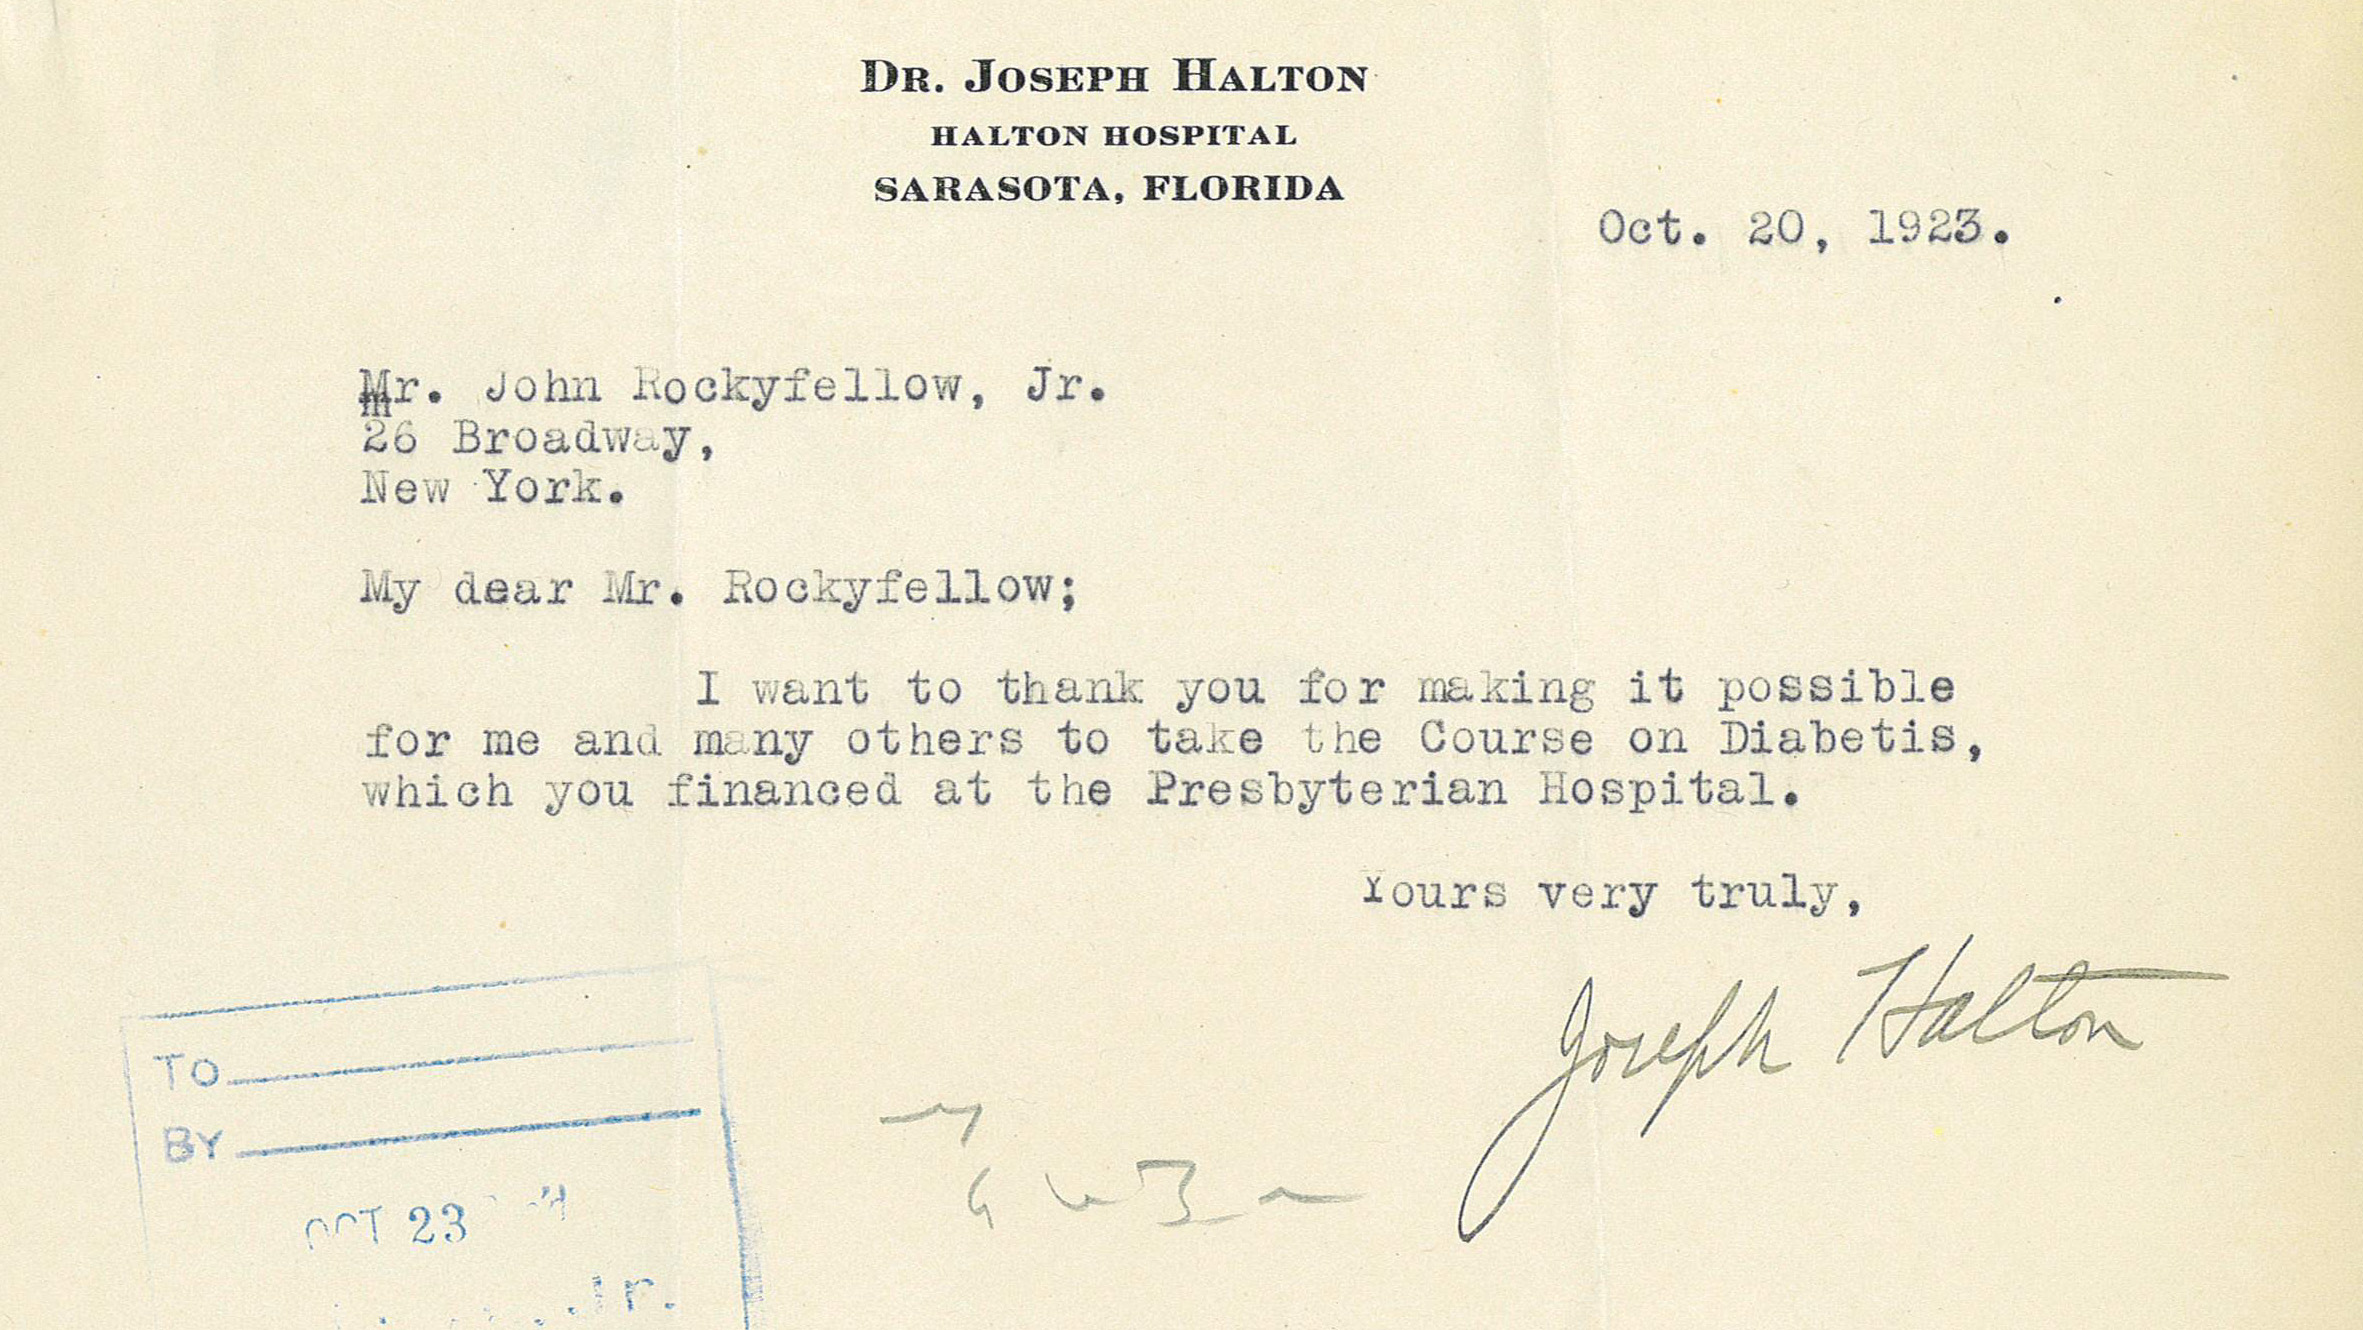 DR. JOSEPH HALTON
HALTON HOSPITAL
SARASOTA, FLORIDA
Oct. 20, 1923.
Mr. John Rockyfellow, Jr.
26 Broadway,
New York.
My dear Mr. Rockyfellow;
I want to thank you for making it possible
for me and many others to take the Course on Diabetis,
which you financed at the Presbyterian Hospital.
Yours very truly,
Joseph Halton
TO
BY
OCT 23
Jr.